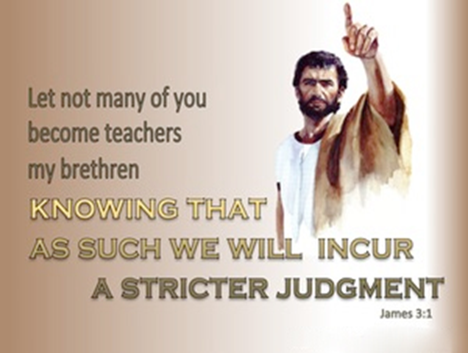 Let not many of you
become teachers
my brethren
KNOWING THAT
AS SUCH WE WILL INCUR
A STRICTER JUDGMENT
James 3:1